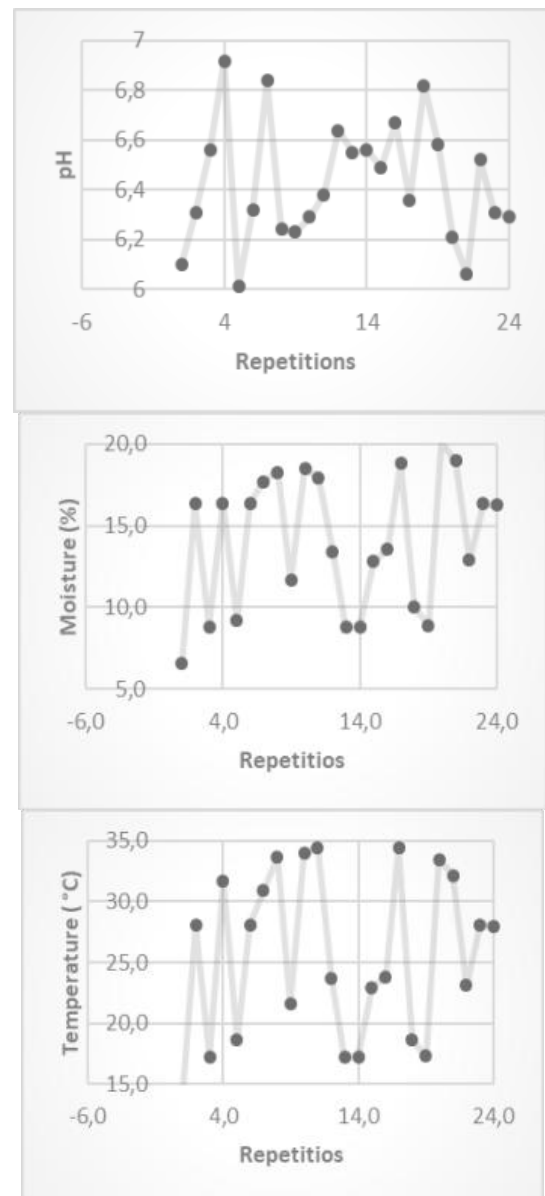 7
6,8
6,6
6,4
6,2
6
pH
-6 4 14 24
Repetitions
20,0
15,0
10,0
5,0
Moisture (%)
-6,0 4,0 14,0 24,0
Repetitios
35,0
30,0
25,0
20,0
15,0
Temperature ( °C)
-6,0 4,0 14,0 24,0
Repetitios